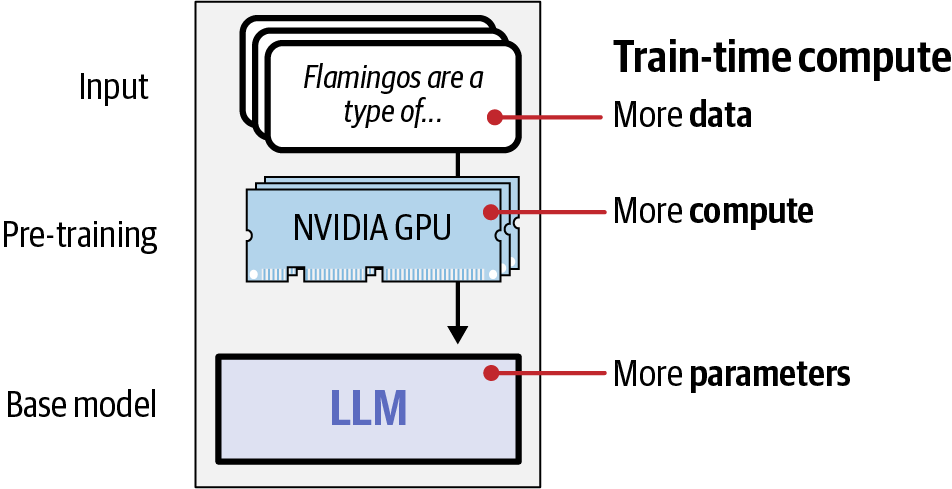 Train-time compute
Input
Flamingos are a
type of...
More data
Pre-training
NVIDIA GPU
More compute
Base model
LLM
More parameters